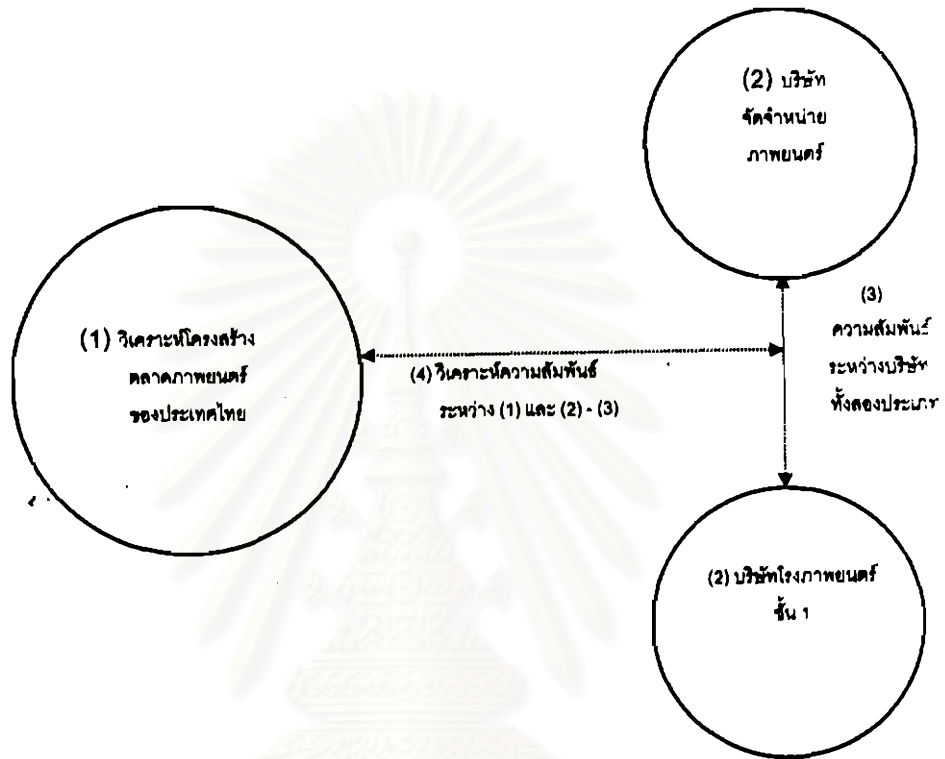 (1) วิเคราะห์โครงสร้าง
ตลาดภาพยนตร์
ของประเทศไทย
(2) บริษัท
จัดจำหน่าย
ภาพยนตร์
(3)
ความสัมพันธ์
ระหว่างบริษัท
ทั้งสองประเภท
(4) วิเคราะห์ความสัมพันธ์
ระหว่าง (1) และ (2) - (3)
(2) บริษัทโรงภาพยนตร์
ชั้น 1